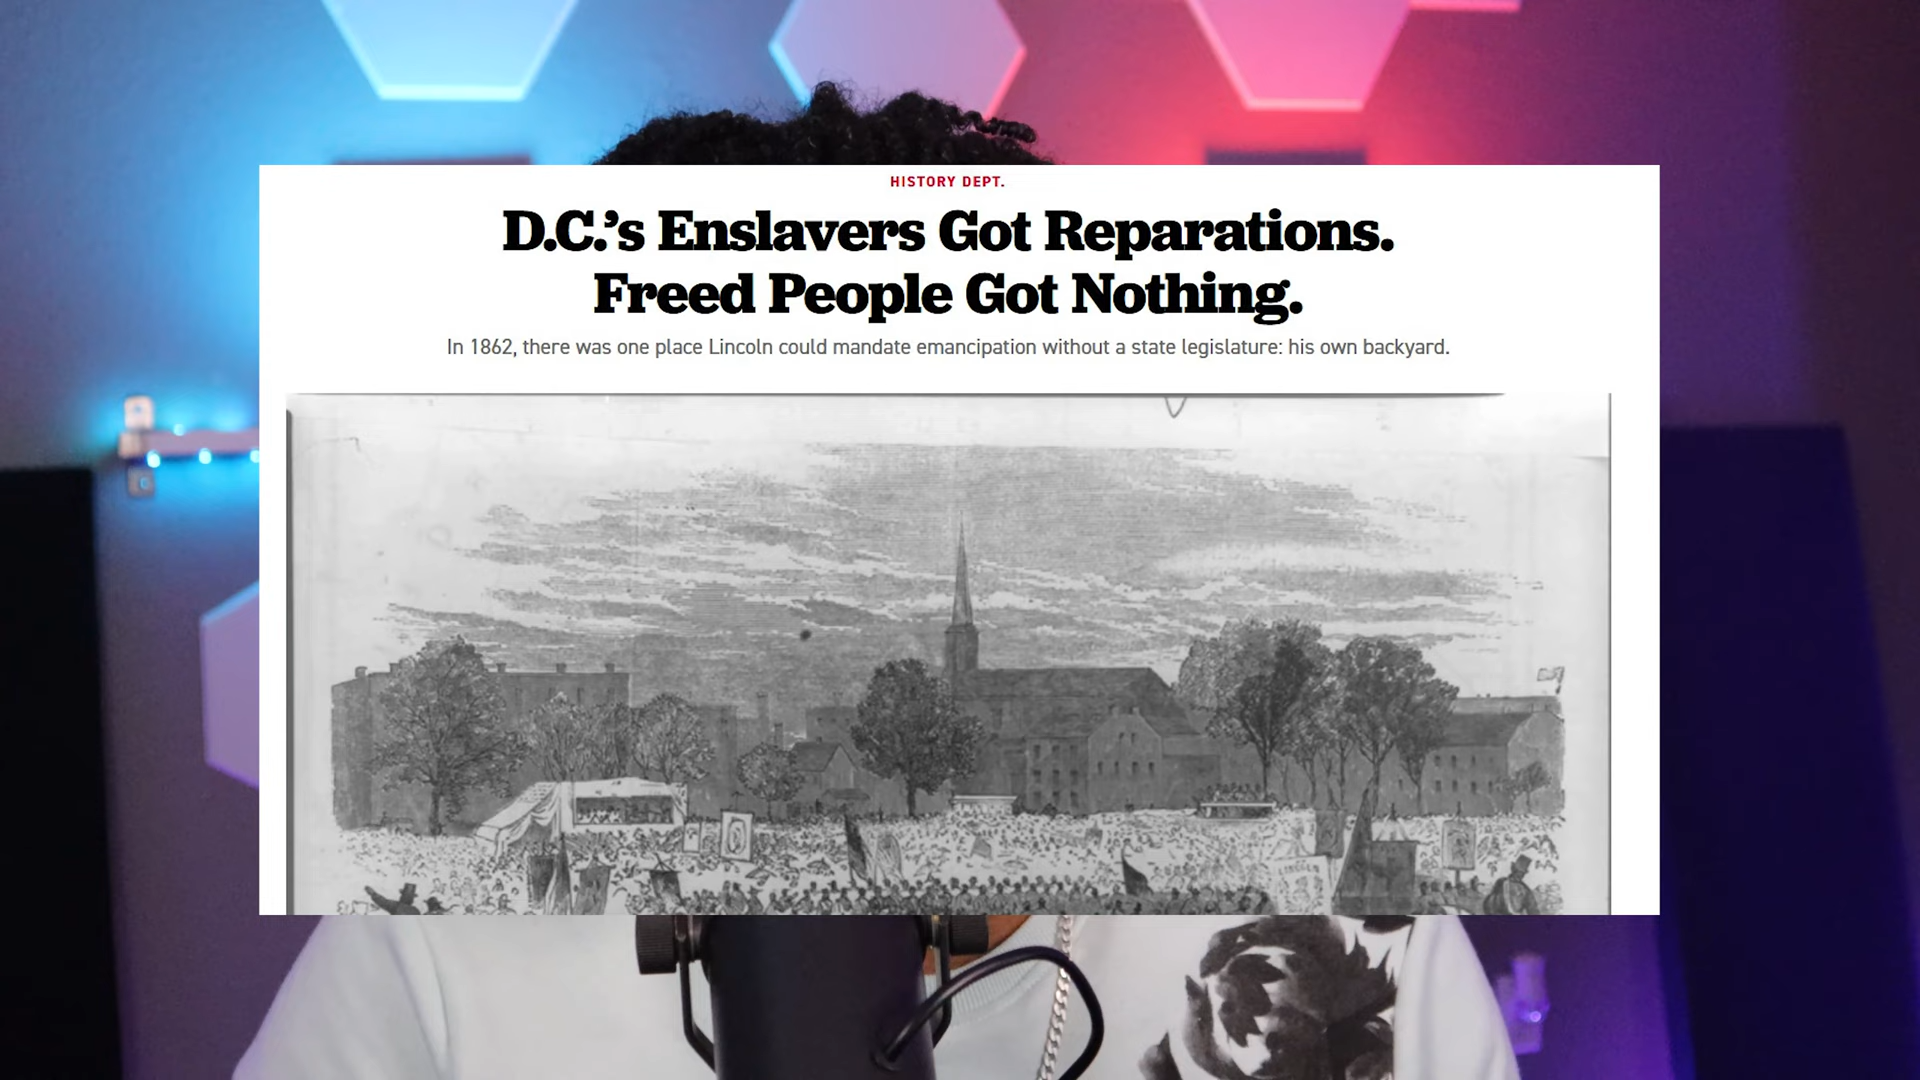 HISTORY DEPT.
D.C.’s Enslavers Got Reparations.
Freed People Got Nothing.
In 1862, there was one place Lincoln could mandate emancipation without a state legislature: his own backyard.
LINCOLN